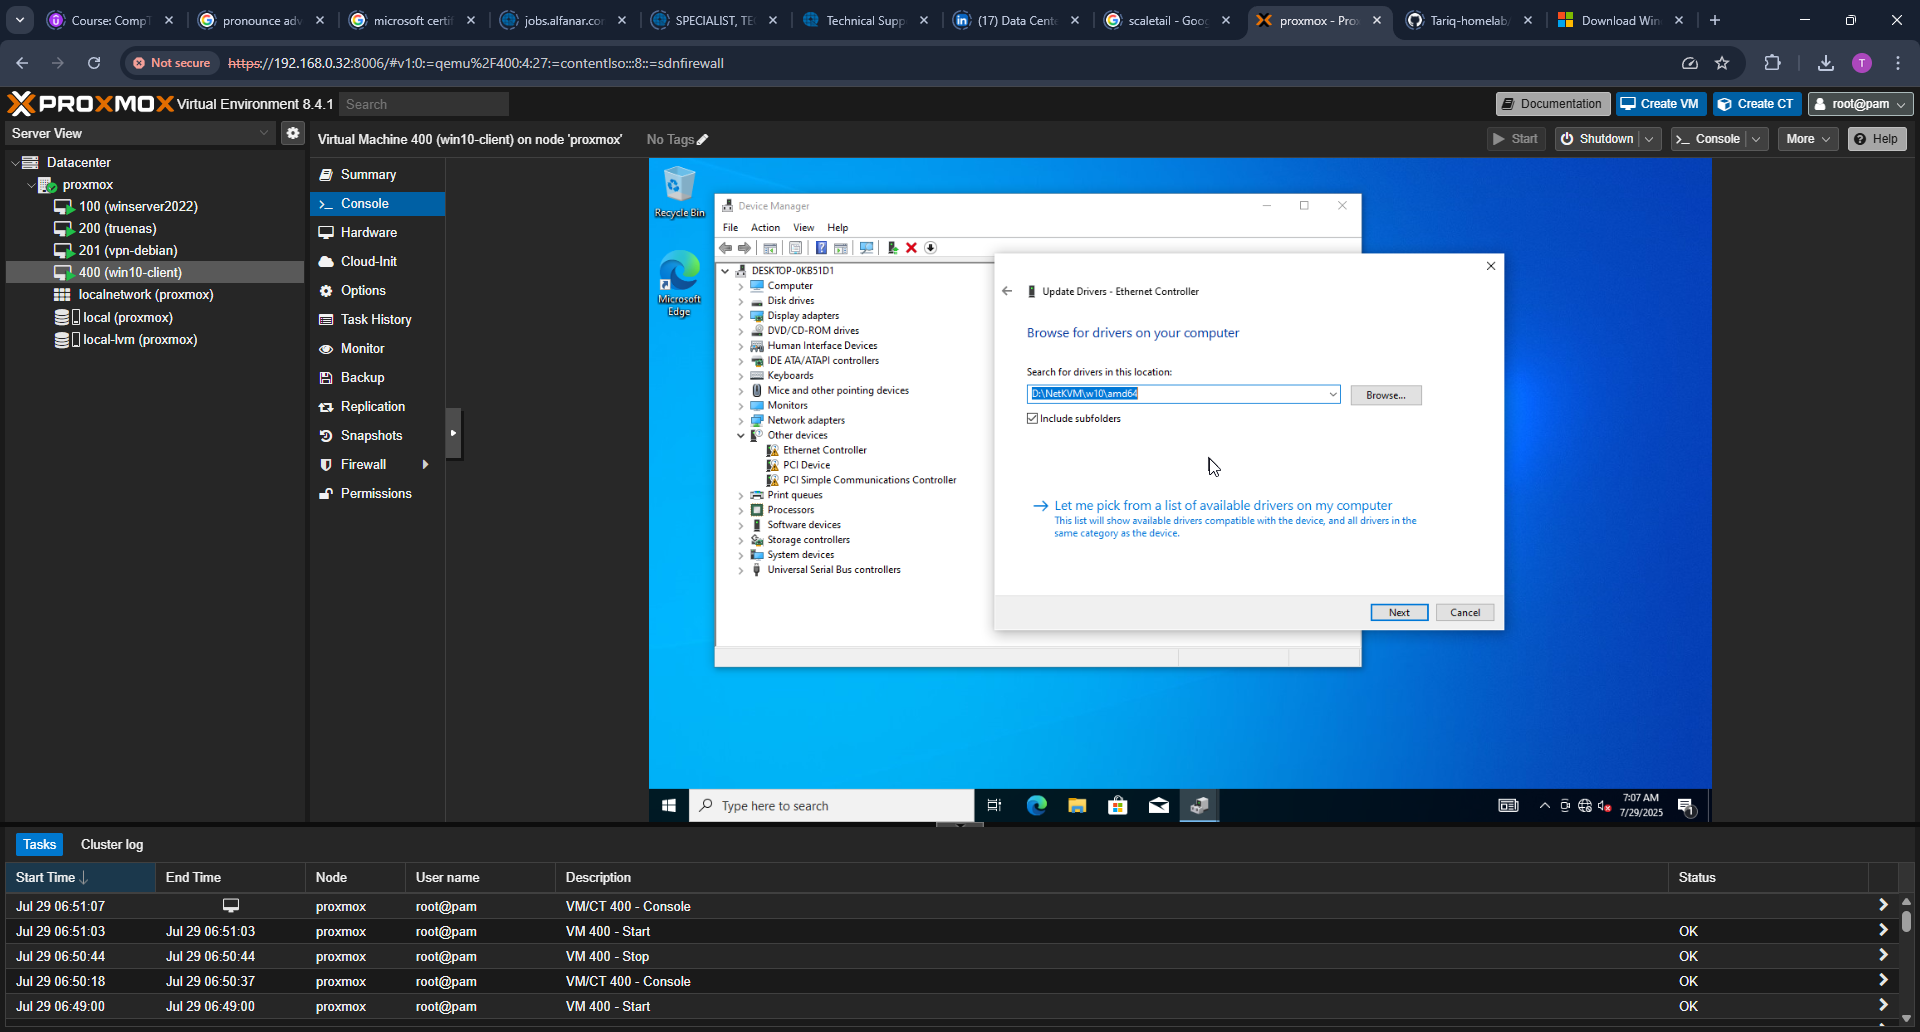 Course: CompT
pronounce adv
microsoft certif
jobs.alfanar.com
SPECIALIST, TE
Technical Supp
(17) Data Cent
scaletail - Goog
proxmox - Prox
Tariq-homelab
Download Win
Not secure
https://192.168.0.32:8006/#v1:0:=qemu%2F400:4:27:=contentIso:::8::=sdnfirewall
T
PROXMOX Virtual Environment 8.4.1
Search
Documentation
Create VM
Create CT
root@pam
Server View
Virtual Machine 400 (win10-client) on node 'proxmox'
No Tags
Start
Shutdown
Console
More
Help
Datacenter
proxmox
100 (winserver2022)
200 (truenas)
201 (vpn-debian)
400 (win10-client)
localnetwork (proxmox)
local (proxmox)
local-lvm (proxmox)
Summary
Console
Hardware
Cloud-Init
Options
Task History
Monitor
Backup
Replication
Snapshots
Firewall
Permissions
Recycle Bin
Microsoft
Edge
Device Manager
File Action View Help
DESKTOP-0KB51D1
Computer
Disk drives
Display adapters
DVD/CD-ROM drives
Human Interface Devices
IDE ATA/ATAPI controllers
Keyboards
Mice and other pointing devices
Monitors
Network adapters
Other devices
Ethernet Controller
PCI Device
PCI Simple Communications Controller
Print queues
Processors
Software devices
Storage controllers
System devices
Universal Serial Bus controllers
Update Drivers - Ethernet Controller
Browse for drivers on your computer
Search for drivers in this location:
D:\NetKVM\w10\amd64
Browse...
Include subfolders
Let me pick from a list of available drivers on my computer
This list will show available drivers compatible with the device, and all drivers in the
same category as the device.
Next
Cancel
Type here to search
7:07 AM
7/29/2025
1
Tasks
Cluster log
Start Time End Time Node User name Description Status
Jul 29 06:51:07 proxmox root@pam VM/CT 400 - Console
Jul 29 06:51:03 Jul 29 06:51:03 proxmox root@pam VM 400 - Start OK
Jul 29 06:50:44 Jul 29 06:50:44 proxmox root@pam VM 400 - Stop OK
Jul 29 06:50:18 Jul 29 06:50:37 proxmox root@pam VM/CT 400 - Console OK
Jul 29 06:49:00 Jul 29 06:49:00 proxmox root@pam VM 400 - Start OK